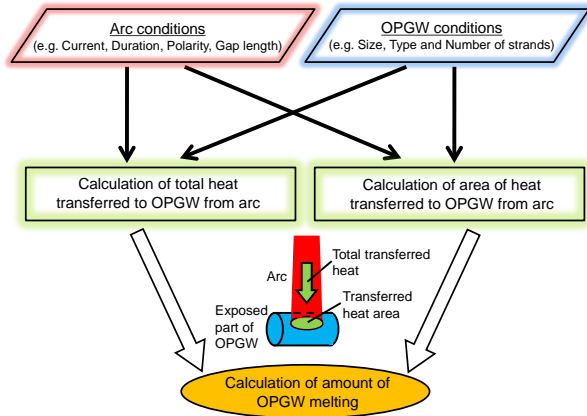 Arc conditions
(e.g. Current, Duration, Polarity, Gap length)
OPGW conditions
(e.g. Size, Type and Number of strands)
Calculation of total heat
transferred to OPGW from arc
Calculation of area of heat
transferred to OPGW from arc
Arc
Total transferred
heat
Transferred
heat area
Exposed
part of
OPGW
Calculation of amount of
OPGW melting